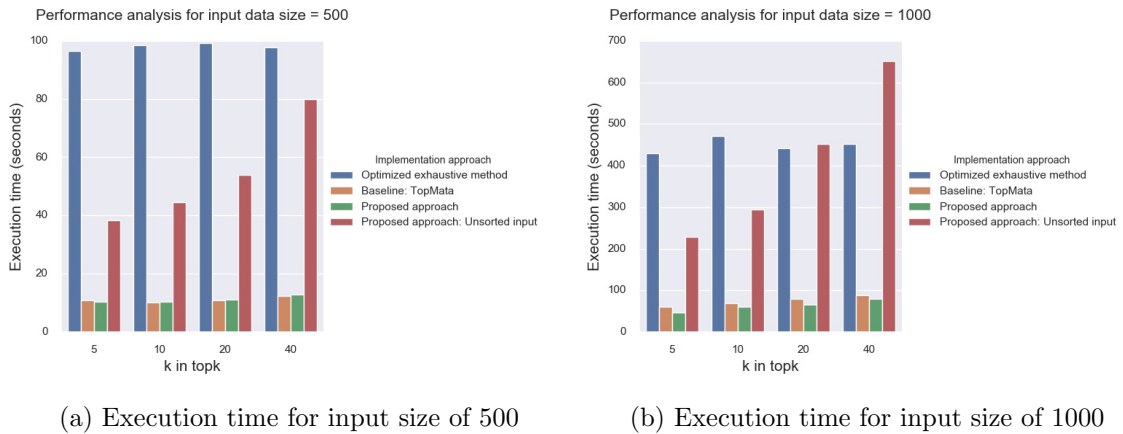 Performance analysis for input data size = 500
100
80
60
40
20
0
Execution time (seconds)
5 10 20 40
k in topk
Implementation approach
Optimized exhaustive method
Baseline: TopMata
Proposed approach
Proposed approach: Unsorted input
(a) Execution time for input size of 500
Performance analysis for input data size = 1000
700
600
500
400
300
200
100
0
Execution time (seconds)
5 10 20 40
k in topk
Implementation approach
Optimized exhaustive method
Baseline: TopMata
Proposed approach
Proposed approach: Unsorted input
(b) Execution time for input size of 1000